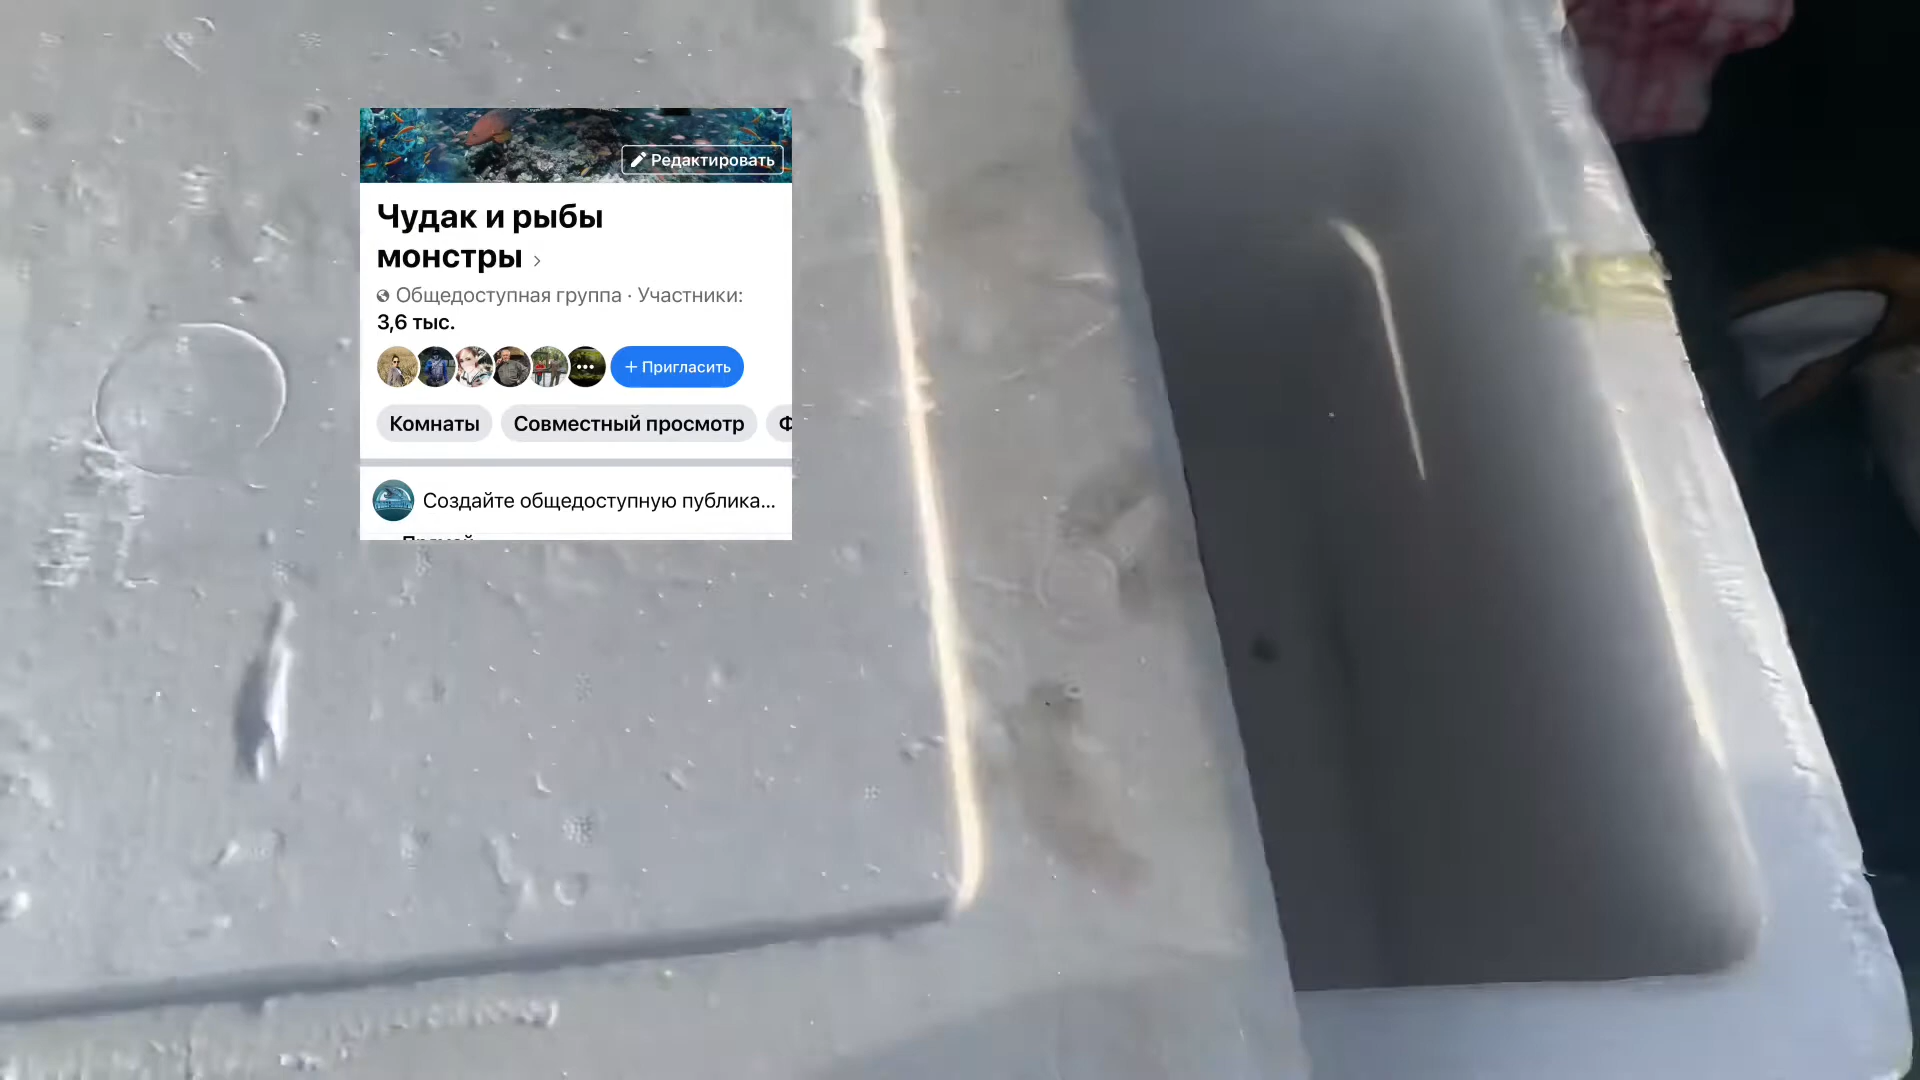 Редактировать
Чудак и рыбы
монстры
Общедоступная группа · Участники:
3,6 тыс.
+ Пригласить
Комнаты
Совместный просмотр
Ф
Создайте общедоступную публика...